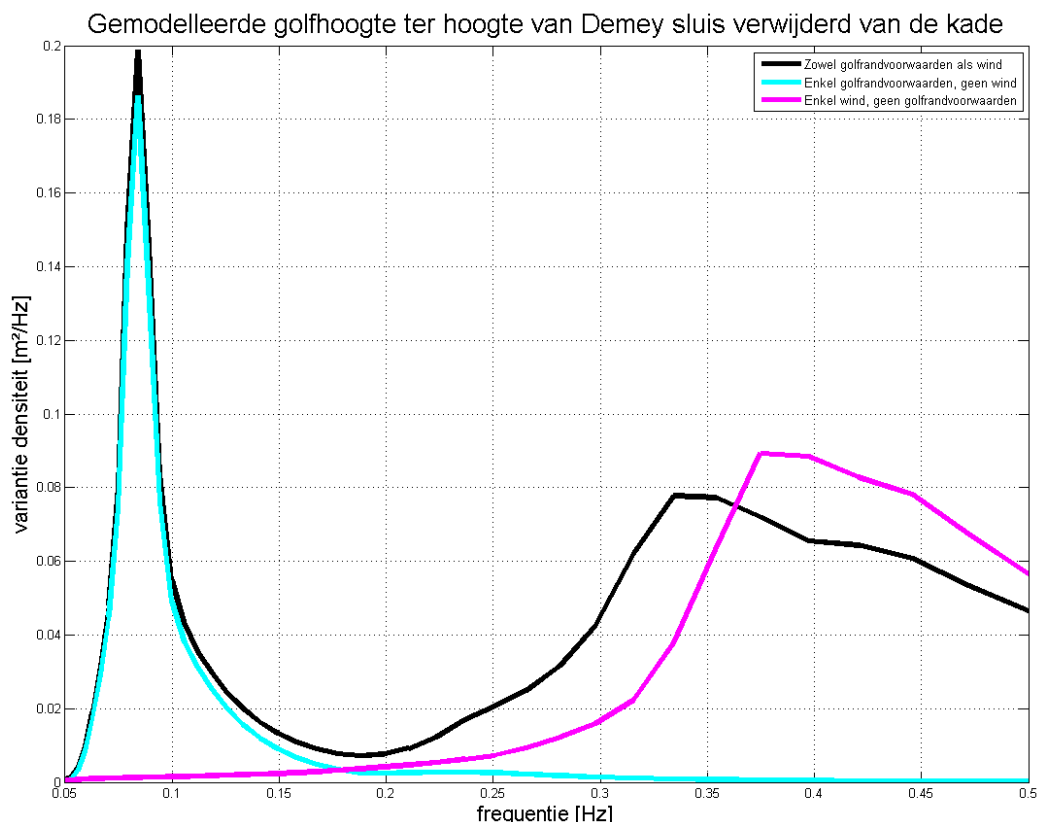 Gemodelleerde golfhoogte ter hoogte van Demey sluis verwijderd van de kade
Zowel golfrandvoorwaarden als wind
Enkel golfrandvoorwaarden, geen wind
Enkel wind, geen golfrandvoorwaarden
variantie densiteit [m²/Hz]
0.2
0.18
0.16
0.14
0.12
0.1
0.08
0.06
0.04
0.02
0
0.05 0.1 0.15 0.2 0.25 0.3 0.35 0.4 0.45 0.5
frequentie [Hz]